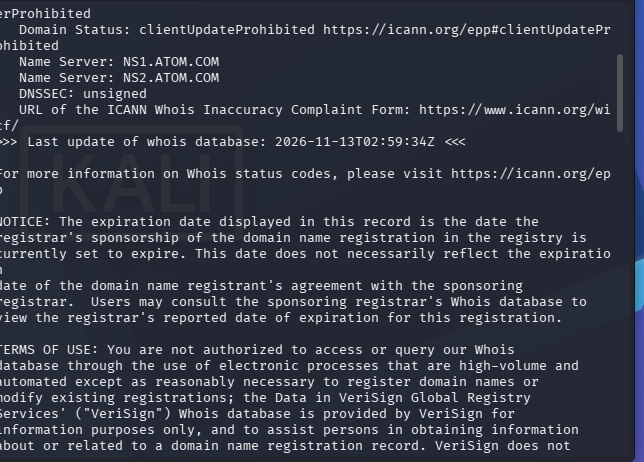 erProhibited
Domain Status: clientUpdateProhibited https://icann.org/epp#clientUpdatePr
ohibited
Name Server: NS1.ATOM.COM
Name Server: NS2.ATOM.COM
DNSSEC: unsigned
URL of the ICANN Whois Inaccuracy Complaint Form: https://www.icann.org/wi
cf/
>>> Last update of whois database: 2026-11-13T02:59:34Z <<<
For more information on Whois status codes, please visit https://icann.org/ep
p
KALI
NOTICE: The expiration date displayed in this record is the date the
registrar's sponsorship of the domain name registration in the registry is
currently set to expire. This date does not necessarily reflect the expiratio
n
date of the domain name registrant's agreement with the sponsoring
registrar.  Users may consult the sponsoring registrar's Whois database to
view the registrar's reported date of expiration for this registration.
TERMS OF USE: You are not authorized to access or query our Whois
database through the use of electronic processes that are high-volume and
automated except as reasonably necessary to register domain names or
modify existing registrations; the Data in VeriSign Global Registry
Services' ("VeriSign") Whois database is provided by VeriSign for
information purposes only, and to assist persons in obtaining information
about or related to a domain name registration record. VeriSign does not